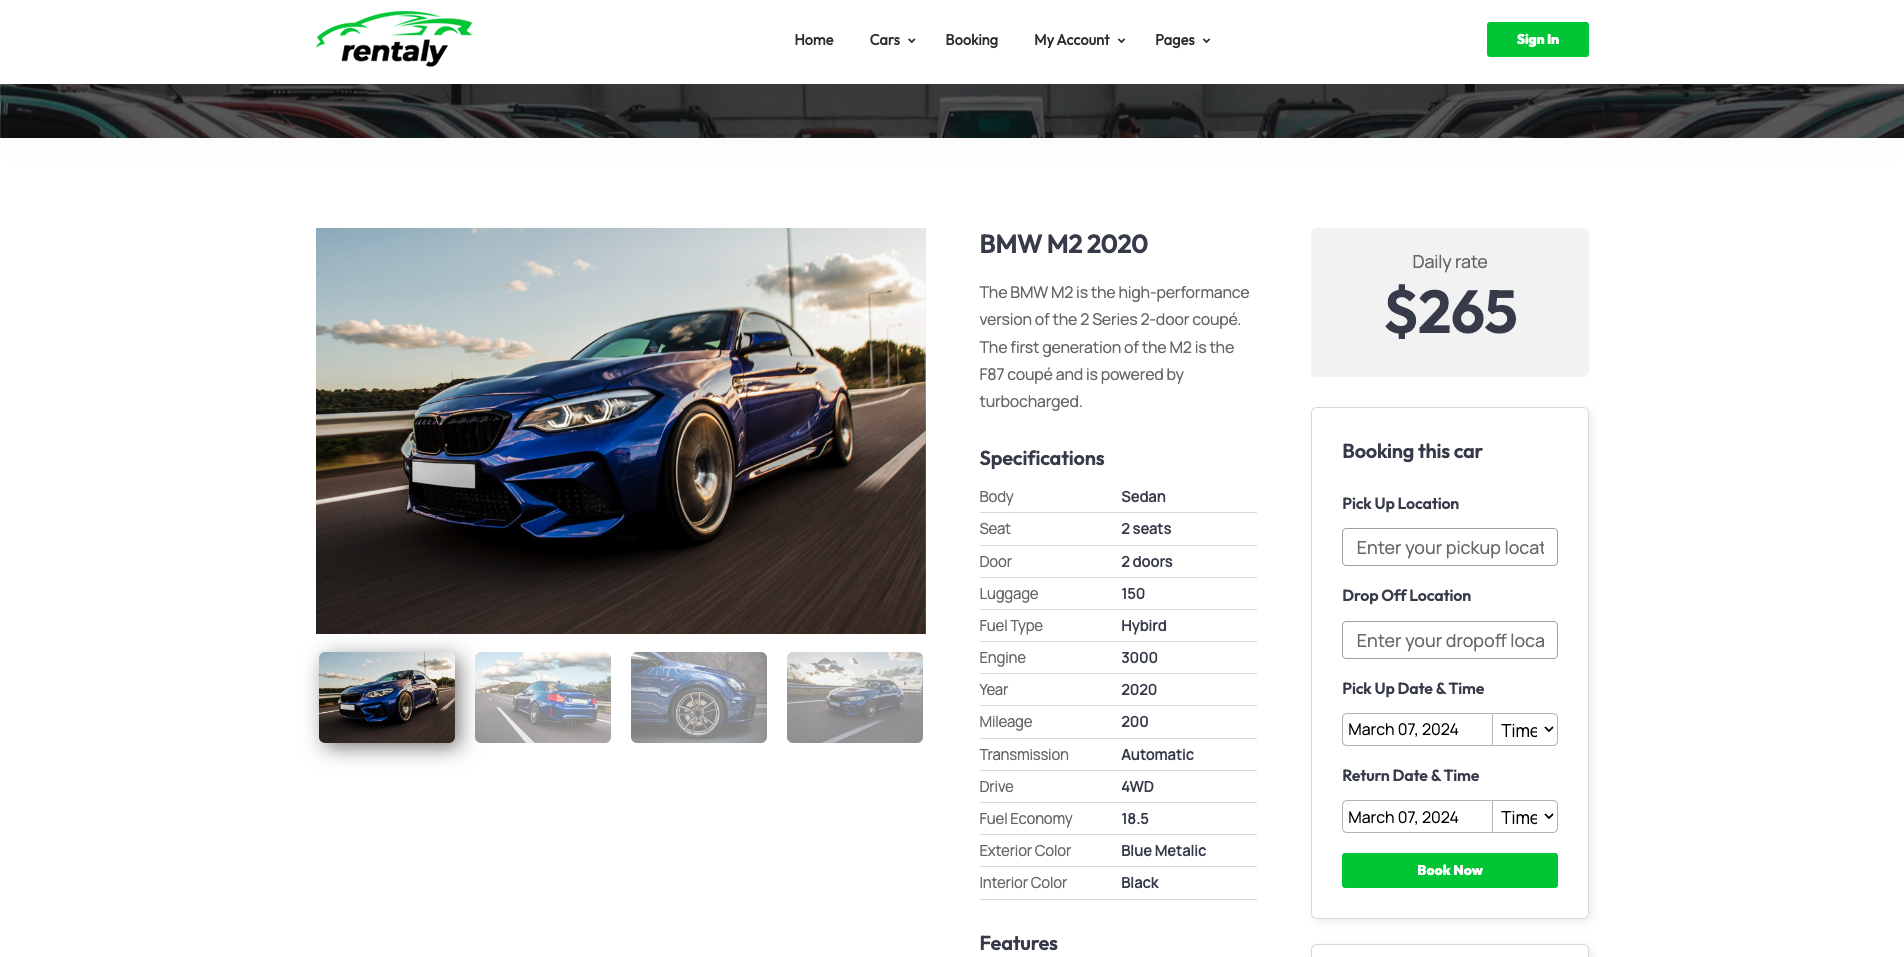 rentaly
Home
Cars
Booking
My Account
Pages
Sign In
BMW M2 2020
The BMW M2 is the high-performance
version of the 2 Series 2-door coupé.
The first generation of the M2 is the
F87 coupé and is powered by
turbocharged.
Specifications
Body Sedan
Seat 2 seats
Door 2 doors
Luggage 150
Fuel Type Hybird
Engine 3000
Year 2020
Mileage 200
Transmission Automatic
Drive 4WD
Fuel Economy 18.5
Exterior Color Blue Metalic
Interior Color Black
Features
Daily rate
$265
Booking this car
Pick Up Location
Enter your pickup locat
Drop Off Location
Enter your dropoff loca
Pick Up Date & Time
March 07, 2024 Time
Return Date & Time
March 07, 2024 Time
Book Now